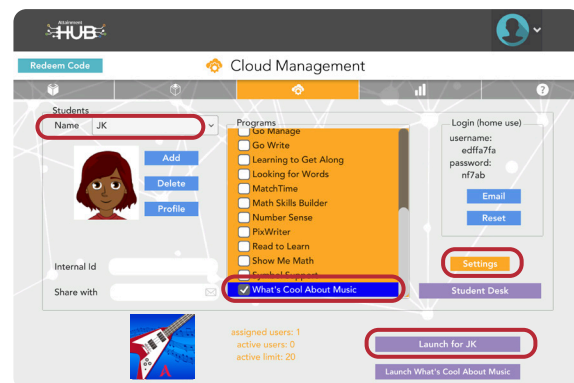 Attainment
HUB
Redeem Code
Cloud Management
?
Students
Name JK
Add
Delete
Profile
Internal Id
Share with
Programs
Go Manage
Go Write
Learning to Get Along
Looking for Words
MatchTime
Math Skills Builder
Number Sense
PixWriter
Read to Learn
Show Me Math
Symbol Support
What's Cool About Music
Login (home use)
username:
edffa7fa
password:
nf7ab
Email
Reset
Settings
Student Desk
A
assigned users: 1
active users: 0
active limit: 20
Launch for JK
Launch What's Cool About Music